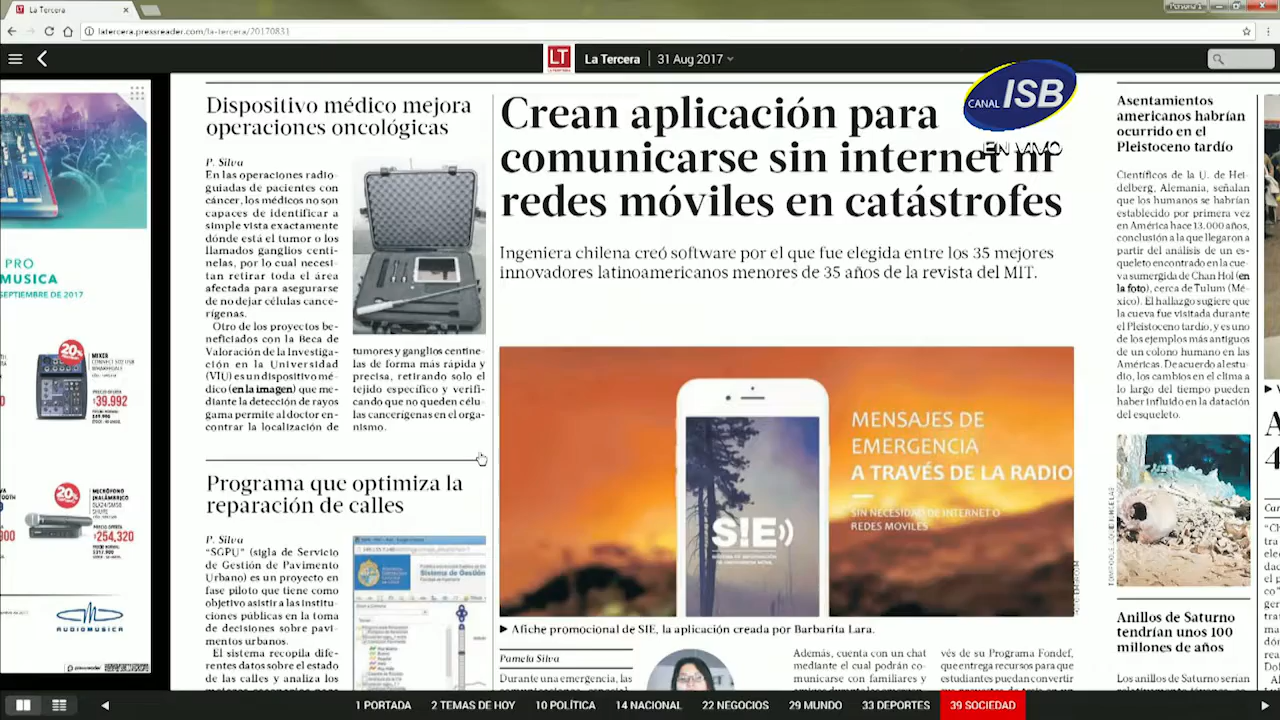 La Tercera
latercera.pressreader.com/la-tercera/20170831
LT
La Tercera
31 Aug 2017
CANAL ISB
EN VIVO
PRO
MUSICA
SEPTIEMBRE DE 2017
20%
MIXER
$39.992
20%
MICRÓFONO
INALÁMBRICO
$254,320
AUDIOMUSICA
pressreader
Dispositivo médico mejora
operaciones oncológicas
P. Silva
En las operaciones radio-
guiadas de pacientes con
cáncer, los médicos no son
capaces de identificar a
simple vista exactamente
dónde está el tumor o los
llamados ganglios centi-
nelas, por lo cual necesi-
tan retirar toda el área
afectada para asegurarse
de no dejar células cance-
rígenas.
Otro de los proyectos be-
neficiados con la Beca de
Valoración de la Investiga-
ción en la Universidad
(VIU) es un dispositivo mé-
dico (en la imagen) que me-
diante la detección de rayos
gama permite al doctor en-
contrar la localización de
tumores y ganglios centine-
las de forma más rápida y
precisa, retirando solo el
tejido específico y verifi-
cando que no queden célu-
las cancerígenas en el orga-
nismo.
Programa que optimiza la
reparación de calles
P. Silva
"SGPU" (sigla de Servicio
de Gestión de Pavimento
Urbano) es un proyecto en
fase piloto que tiene como
objetivo asistir a las institu-
ciones públicas en la toma
de decisiones sobre pavi-
mentos urbanos.
El sistema recopila dife-
rentes datos sobre el estado
de las calles y analiza los
Sistema de Gestión
Crean aplicación para
comunicarse sin internet ni
redes móviles en catástrofes
Ingeniera chilena creó software por el que fue elegida entre los 35 mejores
innovadores latinoamericanos menores de 35 años de la revista del MIT.
MENSAJES DE
EMERGENCIA
A TRAVÉS DE LA RADIO
SIN NECESIDAD DE INTERNET O
REDES MOVILES
S!E
Afiche promocional de SIE, la aplicación creada por Barbarita Lara.
Pamela Silva
Durante una emergencia, las
Además, cuenta con un chat
mediante el cual podrán co-
municarse con familiares y
vés de su Programa Fondef,
que entrega recursos para que
estudiantes puedan convertir
Asentamientos
americanos habrían
ocurrido en el
Pleistoceno tardío
Científicos de la U. de Hei-
delberg, Alemania, señalan
que los humanos se habrían
establecido por primera vez
en América hace 13.000 años,
conclusión a la que llegaron a
partir del análisis de un es-
queleto encontrado en la cue-
va sumergida de Chan Hol (en
la foto), cerca de Tulum (Mé-
xico). El hallazgo sugiere que
la cueva fue visitada durante
el Pleistoceno tardío, y es uno
de los ejemplos más antiguos
de un colono humano en las
Américas. De acuerdo al estu-
dio, los cambios en el clima a
lo largo del tiempo pueden
haber influido en la datación
del esqueleto.
Anillos de Saturno
tendrían unos 100
millones de años
Los anillos de Saturno serían
1 PORTADA
2 TEMAS DE HOY
10 POLÍTICA
14 NACIONAL
22 NEGOCIOS
29 MUNDO
33 DEPORTES
39 SOCIEDAD